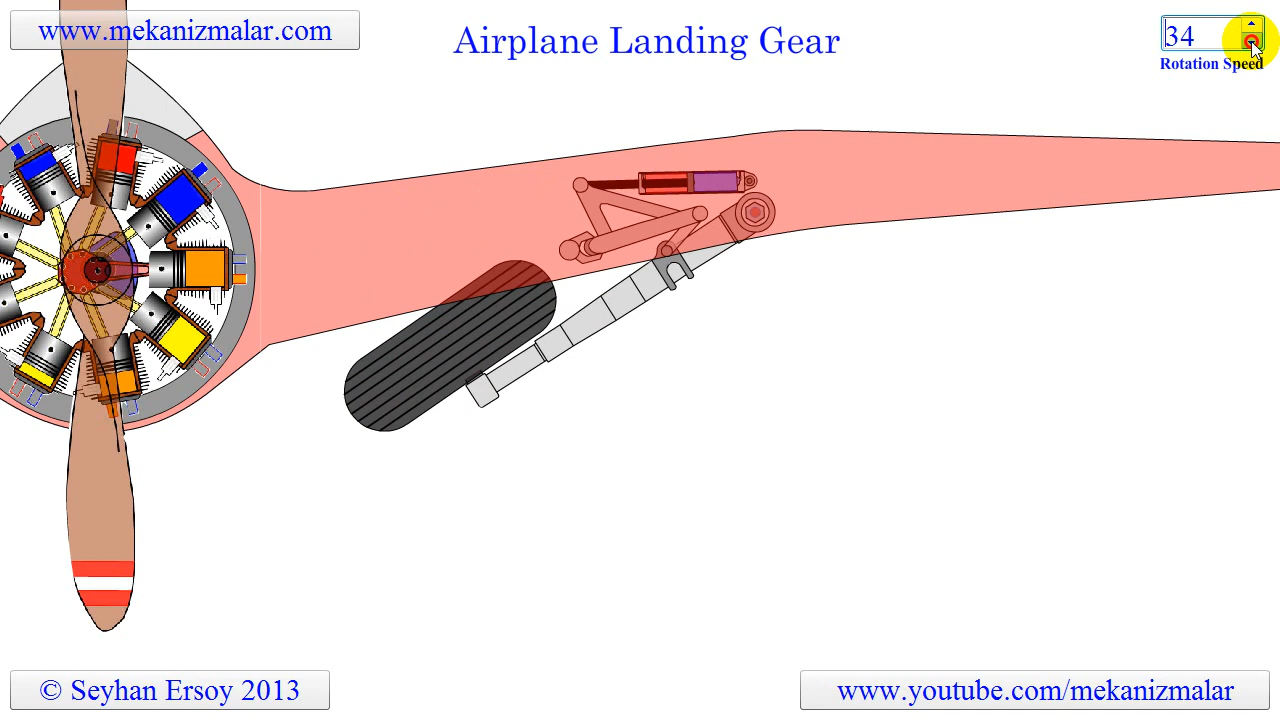 www.mekanizmalar.com
Airplane Landing Gear
34
Rotation Speed
© Seyhan Ersoy 2013
www.youtube.com/mekanizmalar